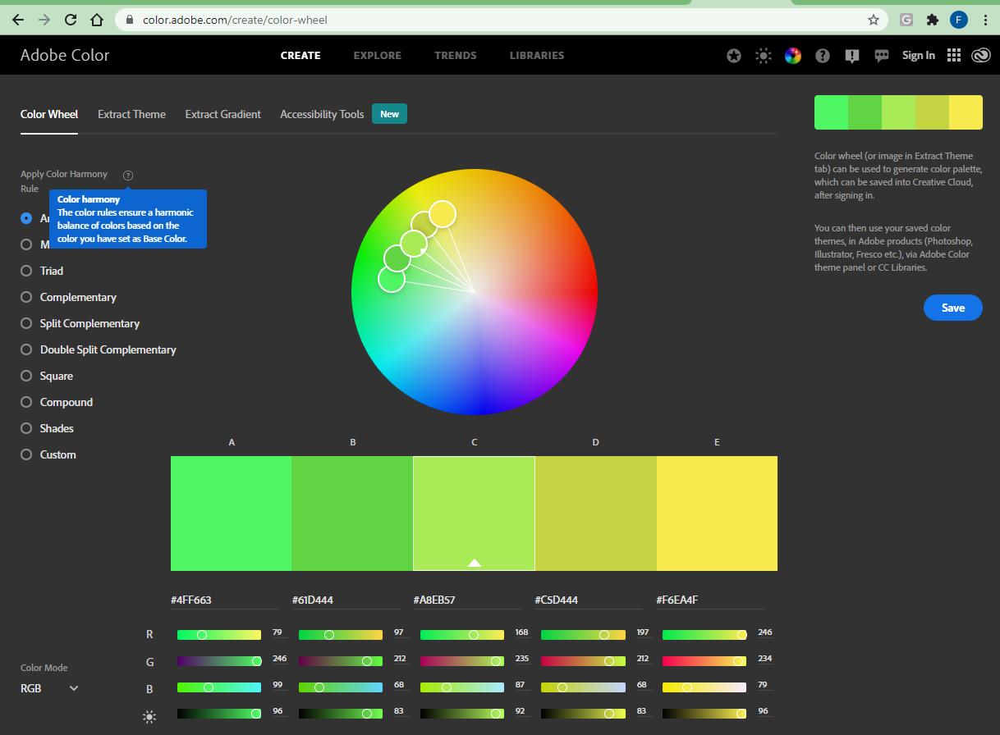 color.adobe.com/create/color-wheel
G
F
Adobe Color
CREATE EXPLORE TRENDS LIBRARIES
Sign In
Color Wheel Extract Theme Extract Gradient Accessibility Tools New
Apply Color Harmony
Rule
Color harmony
The color rules ensure a harmonic
balance of colors based on the
color you have set as Base Color.
Triad
Complementary
Split Complementary
Double Split Complementary
Square
Compound
Shades
Custom
Color wheel (or image in Extract Theme
tab) can be used to generate color palette,
which can be saved into Creative Cloud,
after signing in.
You can then use your saved color
themes, in Adobe products (Photoshop,
Illustrator, Fresco etc.), via Adobe Color
theme panel or CC Libraries.
Save
A B C D E
#4FF663 #61D444 #A8EB57 #C5D444 #F6EA4F
R 79 97 168 197 246
G 246 212 235 212 234
B 99 68 87 68 79
96 83 92 83 96
Color Mode
RGB